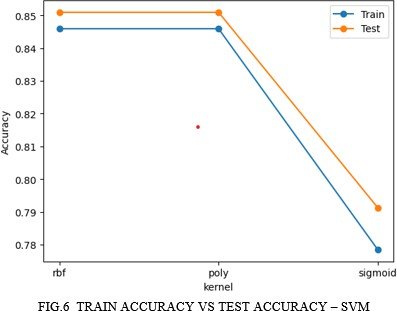 0.85
0.84
0.83
0.82
0.81
0.80
0.79
0.78
Accuracy
Train
Test
rbf
poly
sigmoid
kernel
FIG.6 TRAIN ACCURACY VS TEST ACCURACY – SVM